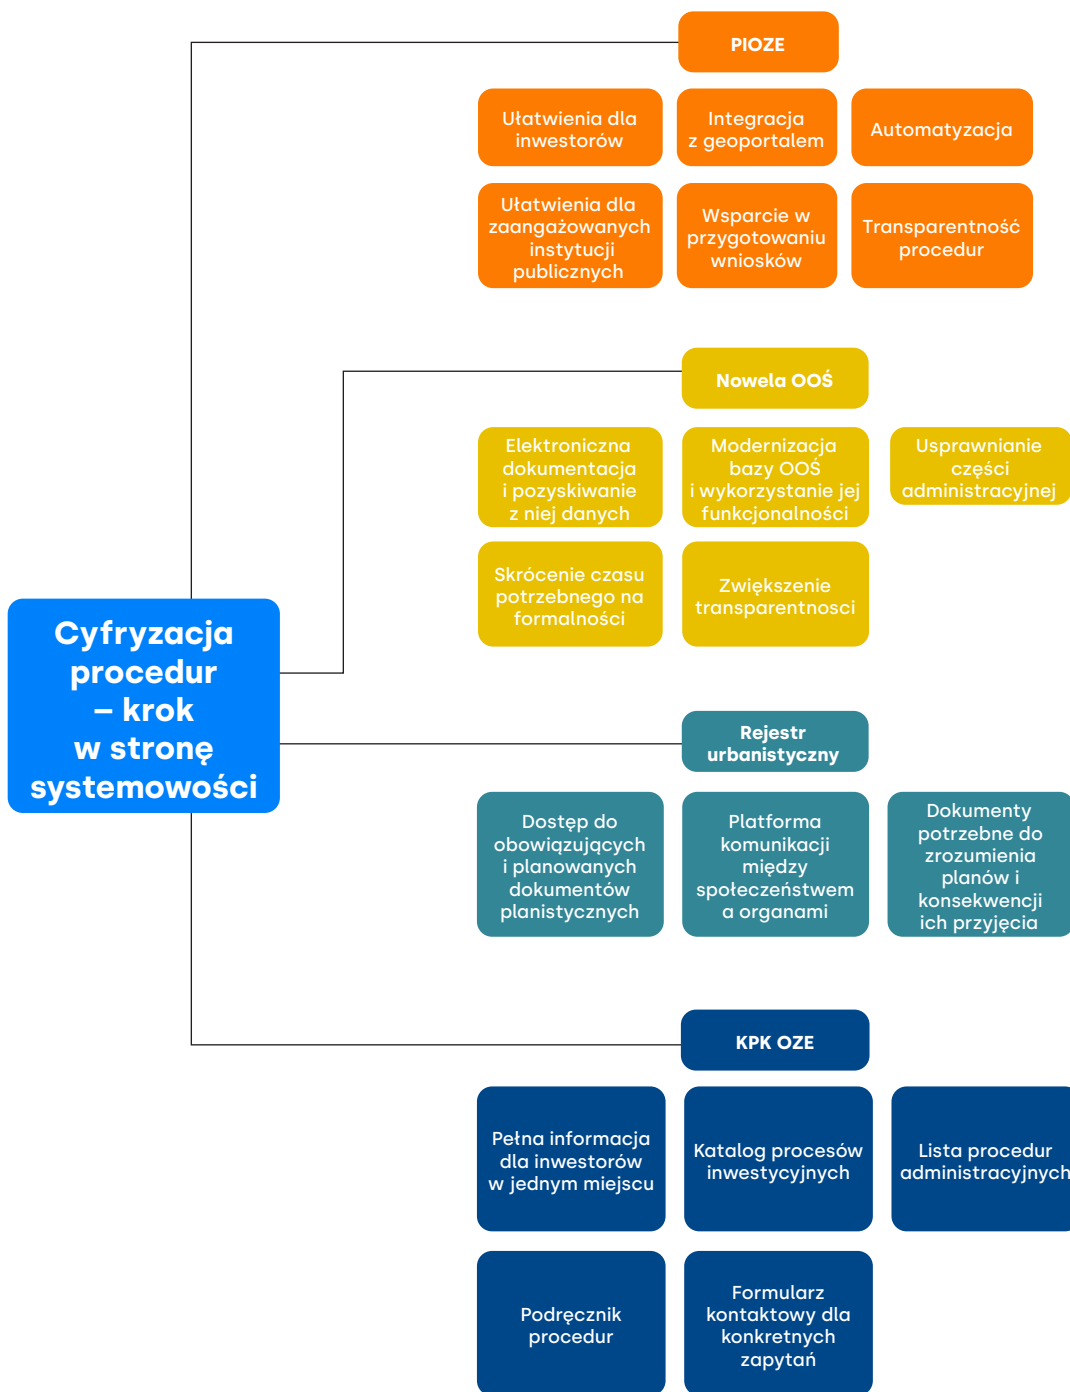 PIOZE
Ułatwienia dla
inwestorów
Integracja
z geoportalem
Automatyzacja
Ułatwienia dla
zaangażowanych
instytucji
publicznych
Wsparcie w
przygotowaniu
wniosków
Transparentność
procedur
Nowela OOŚ
Elektroniczna
dokumentacja
i pozyskiwanie
z niej danych
Modernizacja
bazy OOŚ
i wykorzystanie jej
funkcjonalności
Usprawnianie
części
administracyjnej
Skrócenie czasu
potrzebnego na
formalności
Zwiększenie
transparentnosci
Cyfryzacja
procedur
– krok
w stronę
systemowości
Rejestr
urbanistyczny
Dostęp do
obowiązujących
i planowanych
dokumentów
planistycznych
Platforma
komunikacji
między
społeczeństwem
a organami
Dokumenty
potrzebne do
zrozumienia
planów i
konsekwencji
ich przyjęcia
KPK OZE
Pełna informacja
dla inwestorów
w jednym miejscu
Katalog procesów
inwestycyjnych
Lista procedur
administracyjnych
Podręcznik
procedur
Formularz
kontaktowy dla
konkretnych
zapytań